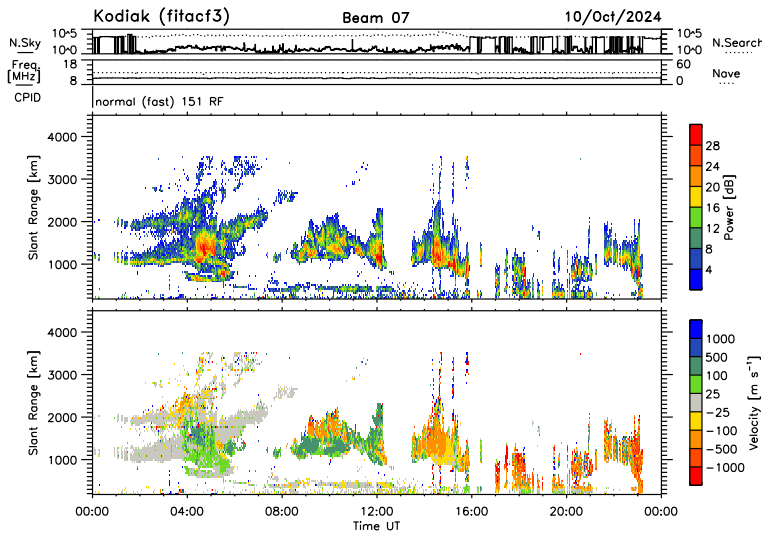 Kodiak (fitacf3) Beam 07 10/Oct/2024
N.Sky 10±5 10±0 10±5 10±0 N.Search
Freq. [MHz] 18 8 60 0 Nave
CPID normal (fast) 151 RF
Slant Range [km]
4000
3000
2000
1000
28
24
20
16
12
8
4
Power [dB]
Slant Range [km]
4000
3000
2000
1000
1000
500
100
25
−25
−100
−500
−1000
Velocity [m s⁻¹]
00:00 04:00 08:00 12:00 16:00 20:00 00:00
Time UT